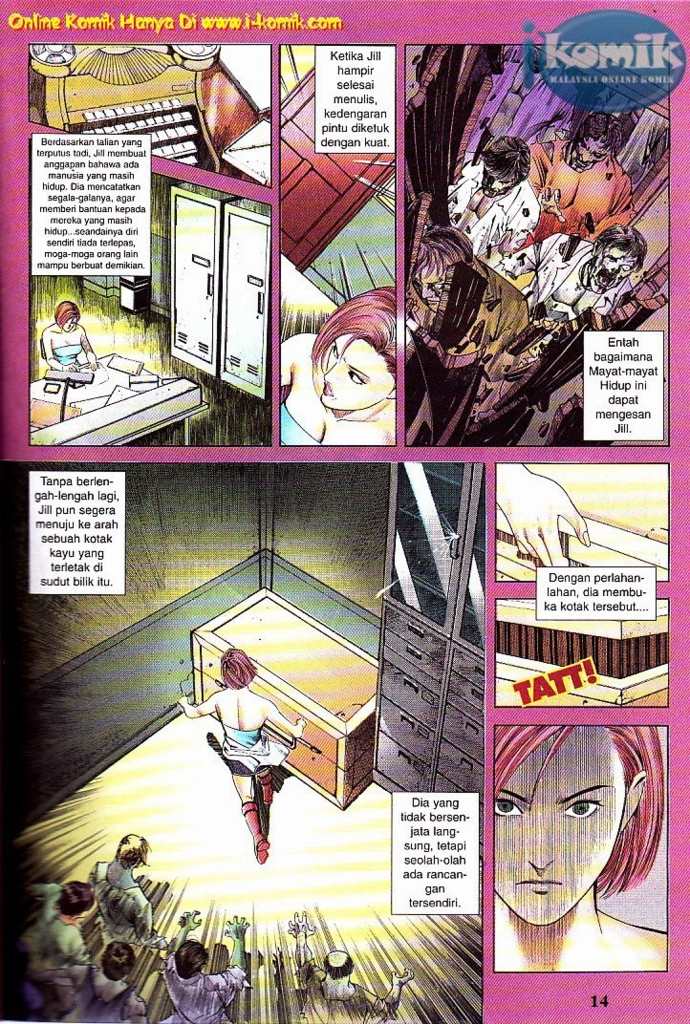 Online Komik Hanya Di www.i-komik.com
ikomik
MALAYSIA ONLINE KOMIK
Berdasarkan talian yang
terputus tadi, Jill membuat
anggapan bahawa ada
manusia yang masih
hidup. Dia mencatatkan
segala-galanya, agar
memberi bantuan kepada
mereka yang masih
hidup...seandainya diri
sendiri tiada terlepas,
moga-moga orang lain
mampu berbuat demikian.
Ketika Jill
hampir
selesai
menulis,
kedengaran
pintu diketuk
dengan kuat.
Entah
bagaimana
Mayat-mayat
Hidup ini
dapat
mengesan
Jill.
Tanpa berlen-
gah-lengah lagi,
Jill pun segera
menuju ke arah
sebuah kotak
kayu yang
terletak di
sudut bilik itu.
Dengan perlahan-
lahan, dia membu-
ka kotak tersebut....
TATT!
Dia yang
tidak bersen-
jata lang-
sung, tetapi
seolah-olah
ada rancan-
gan
tersendiri.
14